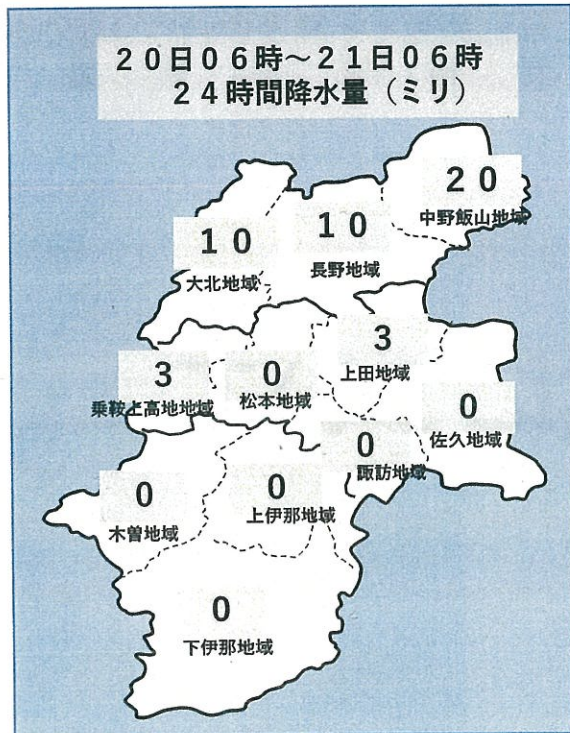 20日06時～21日06時
24時間降水量（ミリ）
20
中野飯山地域
10
長野地域
10
大北地域
3
上田地域
3
乗鞍上高地地域
0
松本地域
0
佐久地域
0
諏訪地域
0
上伊那地域
0
木曽地域
0
下伊那地域